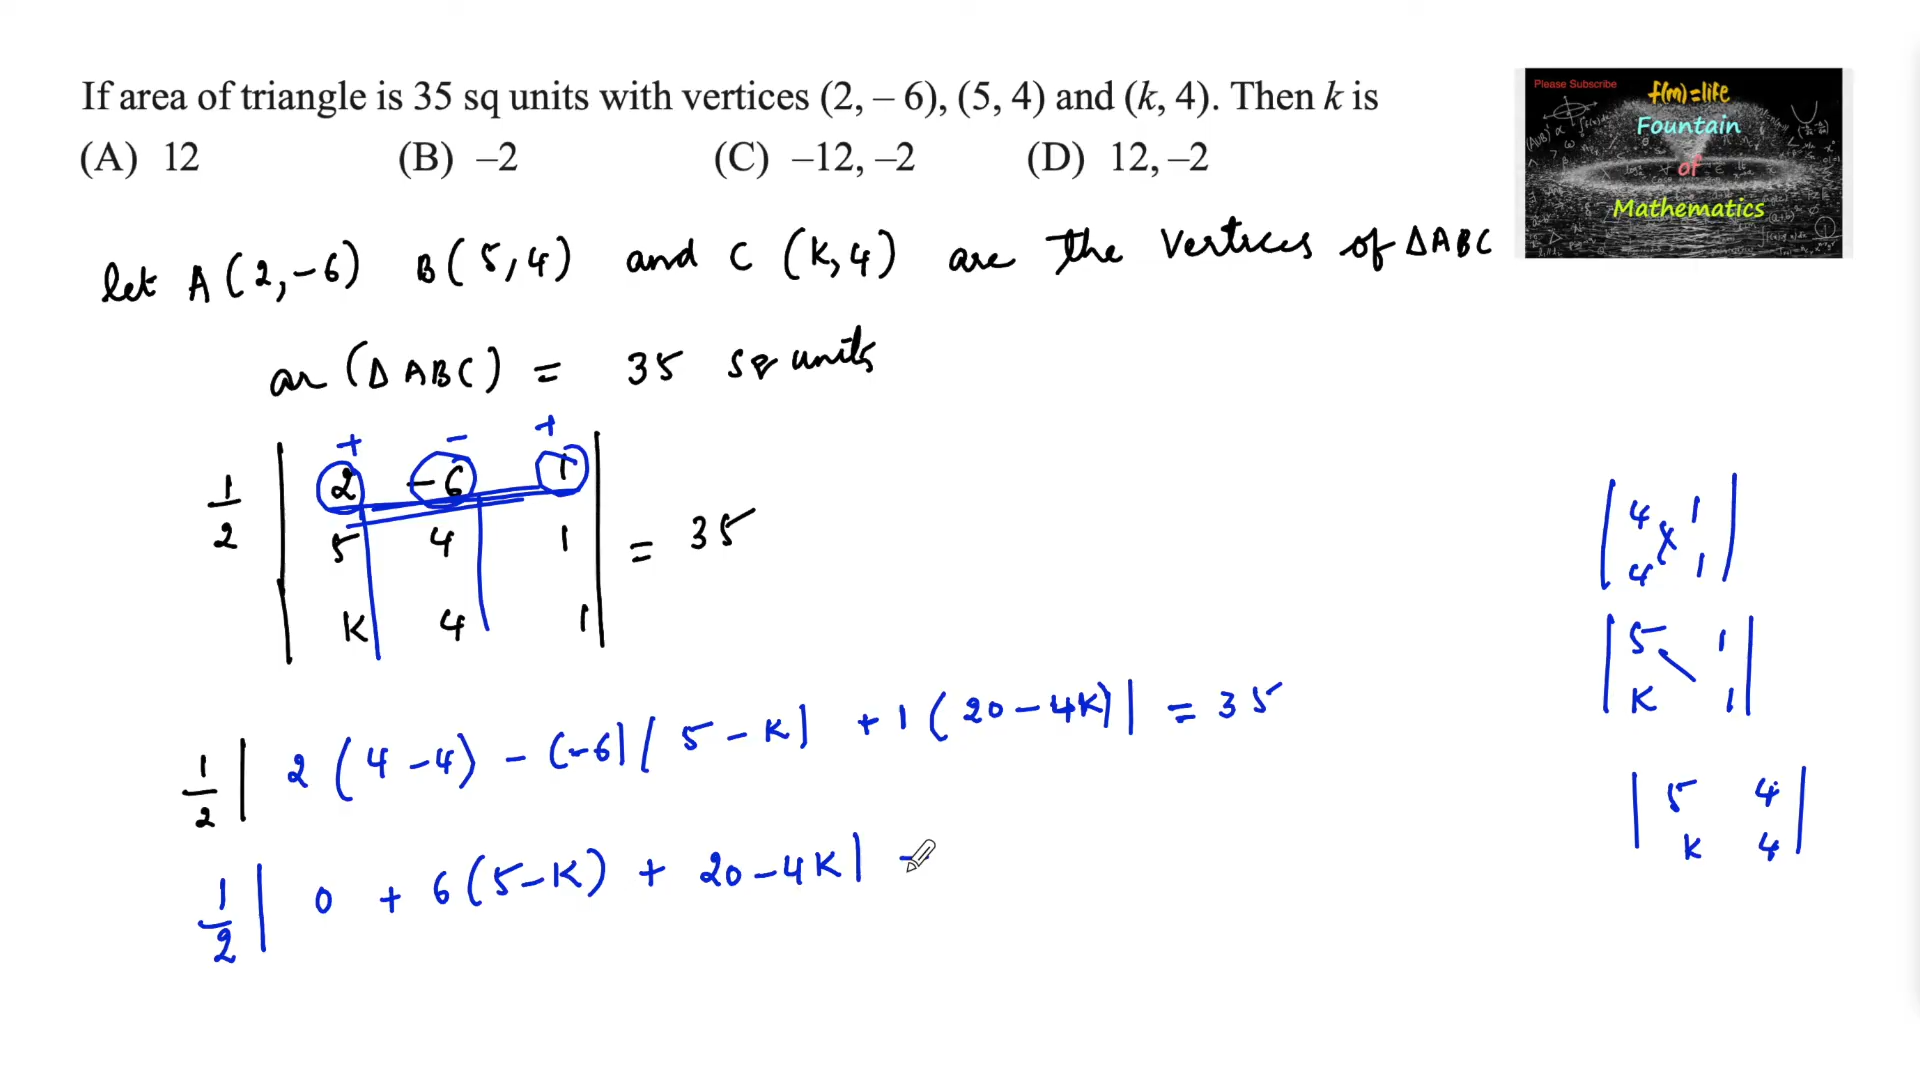 If area of triangle is 35 sq units with vertices (2, – 6), (5, 4) and (k, 4). Then k is
(A) 12 (B) –2 (C) –12, –2 (D) 12, –2
Please Subscribe
f(m)=life
Fountain
of
Mathematics
let A(2,-6) B(5,4) and C (K,4) are the Vertices of ΔABC
ar (ΔABC) = 35 sq units
+ - +
1/2 | 2 -6 1 |
| 5 4 1 | = 35
| K 4 1 |
1/2 | 2(4-4) - (-6)[5-K] + 1(20-4K)| = 35
1/2 | 0 + 6(5-K) + 20-4K|
| 4 1 |
| 4 1 |
| 5 1 |
| K 1 |
| 5 4 |
| K 4 |